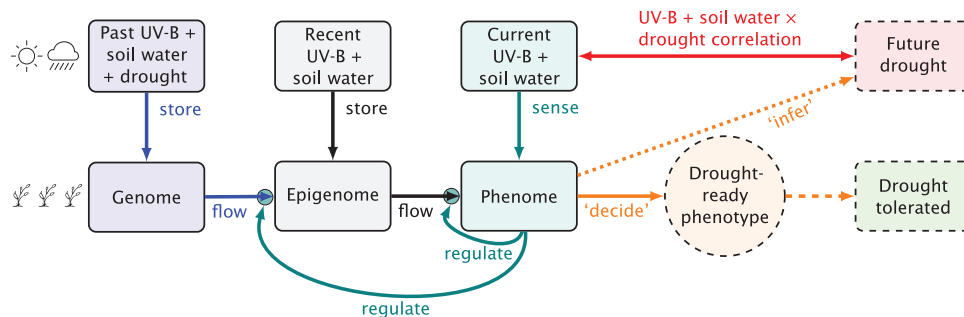 Past UV-B +
soil water
+ drought
Recent
UV-B +
soil water
Current
UV-B +
soil water
UV-B + soil water ×
drought correlation
Future
drought
store
store
sense
'infer'
Genome
flow
Epigenome
flow
Phenome
'decide'
Drought-
ready
phenotype
Drought
tolerated
regulate
regulate